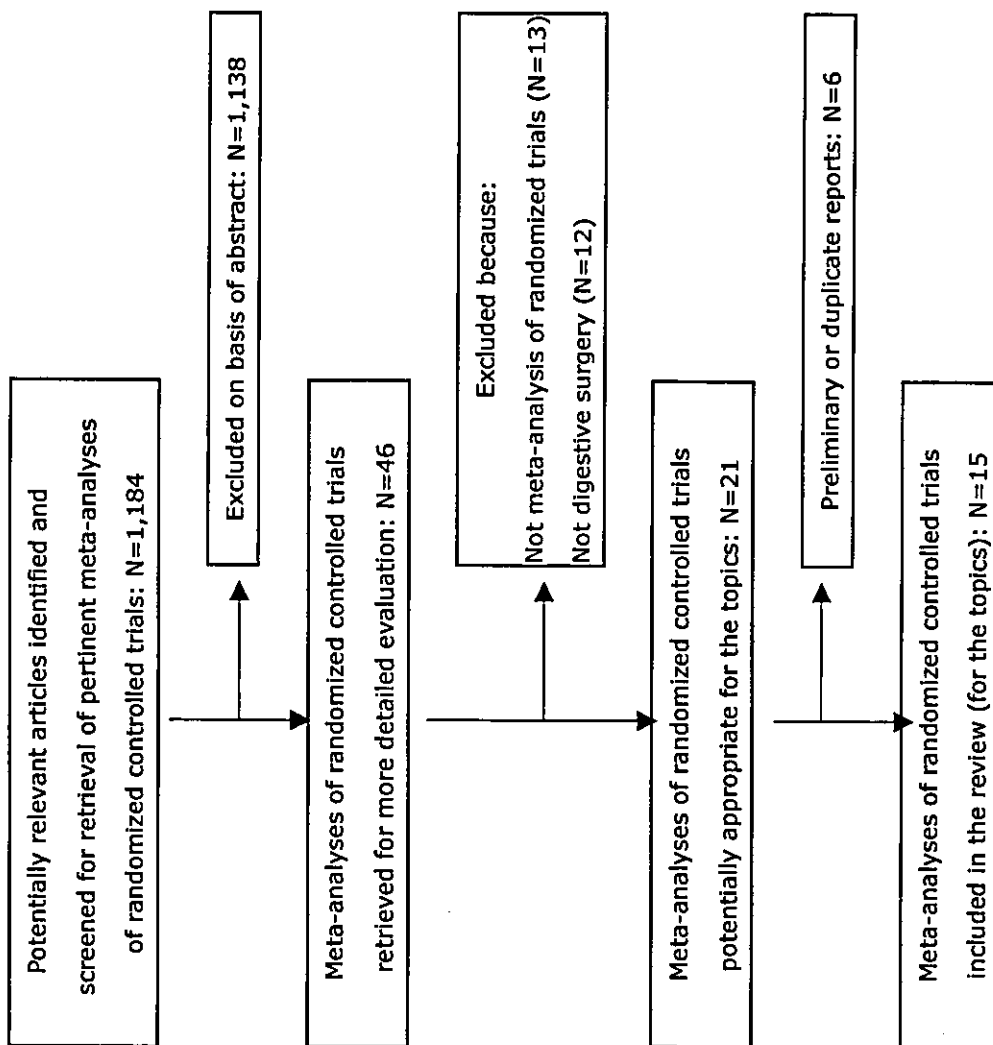 Potentially relevant articles identified and
screened for retrieval of pertinent meta-analyses
of randomized controlled trials: N=1,184
Excluded on basis of abstract: N=1,138
Meta-analyses of randomized controlled trials
retrieved for more detailed evaluation: N=46
Excluded because:
Not meta-analysis of randomized trials (N=13)
Not digestive surgery (N=12)
Meta-analyses of randomized controlled trials
potentially appropriate for the topics: N=21
Preliminary or duplicate reports: N=6
Meta-analyses of randomized controlled trials
included in the review (for the topics): N=15